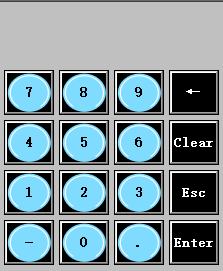 7 8 9 ←
4 5 6 Clear
1 2 3 Esc
- 0 . Enter